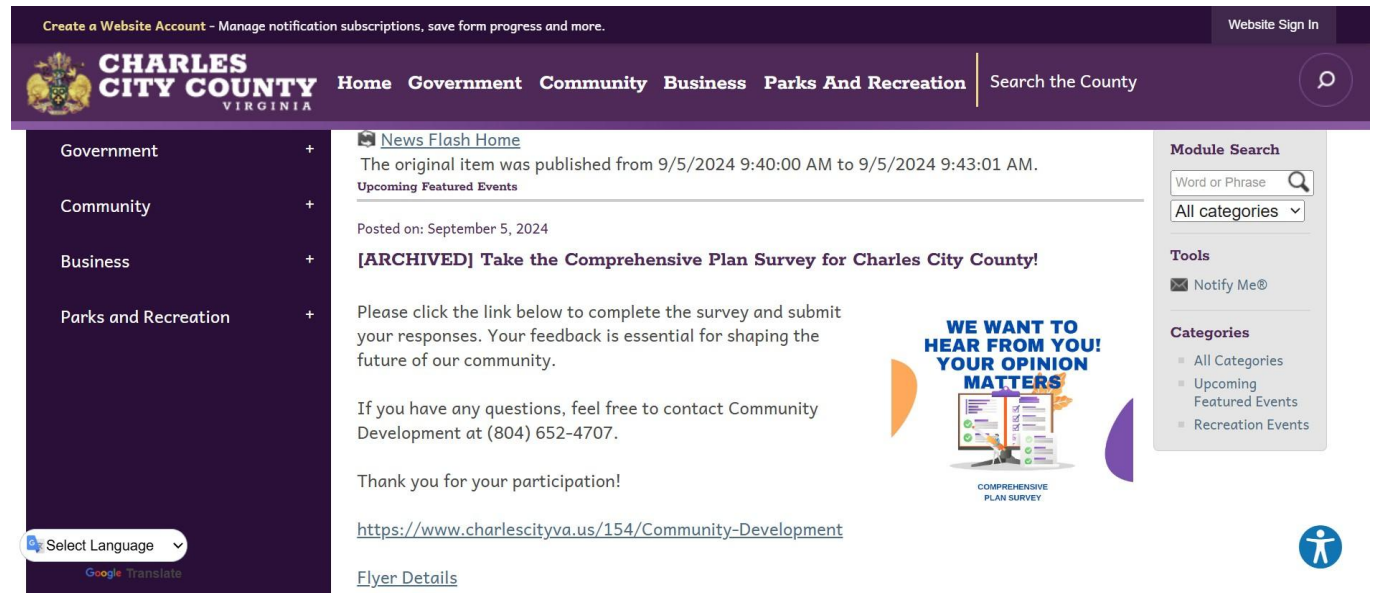 Create a Website Account - Manage notification subscriptions, save form progress and more.
Website Sign In
CHARLES
CITY COUNTY
VIRGINIA
Home Government Community Business Parks And Recreation
Search the County
Government +
Community +
Business +
Parks and Recreation +
Select Language
Google Translate
News Flash Home
The original item was published from 9/5/2024 9:40:00 AM to 9/5/2024 9:43:01 AM.
Upcoming Featured Events
Posted on: September 5, 2024
[ARCHIVED] Take the Comprehensive Plan Survey for Charles City County!
Please click the link below to complete the survey and submit
your responses. Your feedback is essential for shaping the
future of our community.
If you have any questions, feel free to contact Community
Development at (804) 652-4707.
Thank you for your participation!
https://www.charlescityva.us/154/Community-Development
Flyer Details
WE WANT TO
HEAR FROM YOU!
YOUR OPINION
MATTERS
COMPREHENSIVE
PLAN SURVEY
Module Search
Word or Phrase
All categories
Tools
Notify Me®
Categories
All Categories
Upcoming
Featured Events
Recreation Events